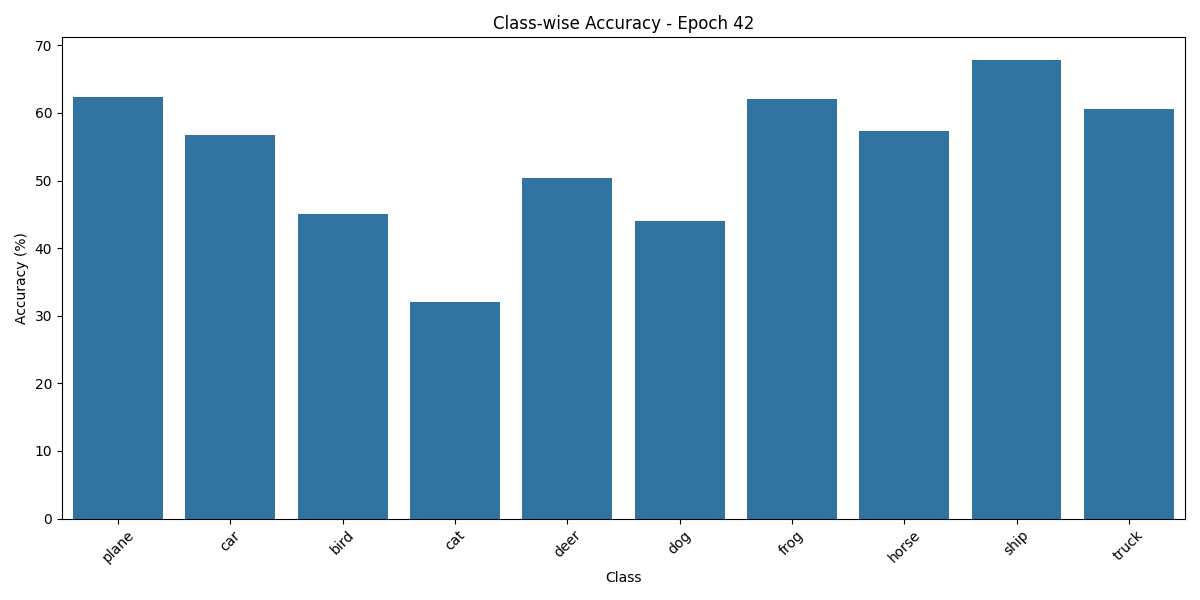 Class-wise Accuracy - Epoch 42
Accuracy (%)
70
60
50
40
30
20
10
0
plane
car
bird
cat
deer
dog
frog
horse
ship
truck
Class